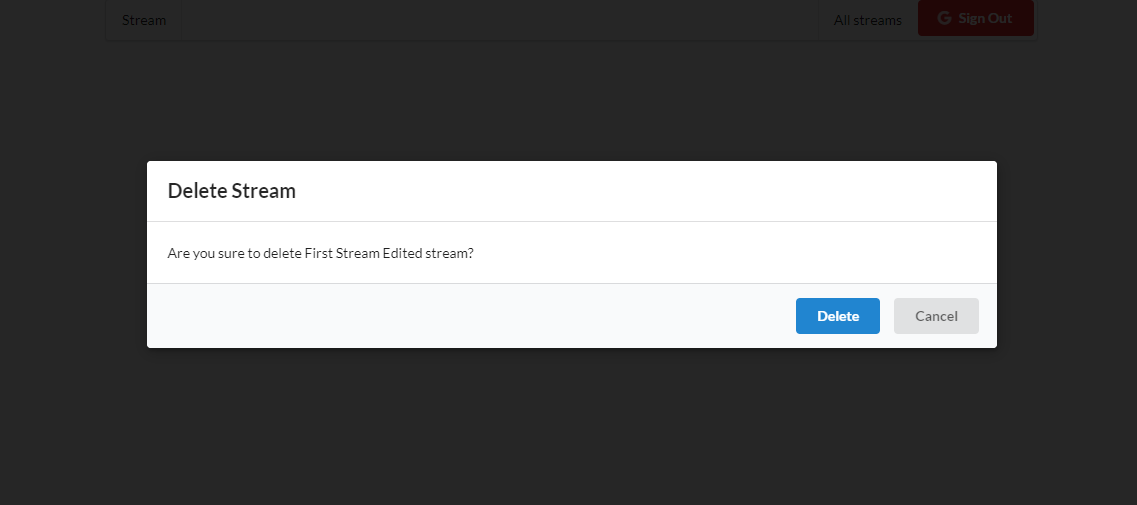 Stream
All streams
Sign Out
Delete Stream
Are you sure to delete First Stream Edited stream?
Delete
Cancel